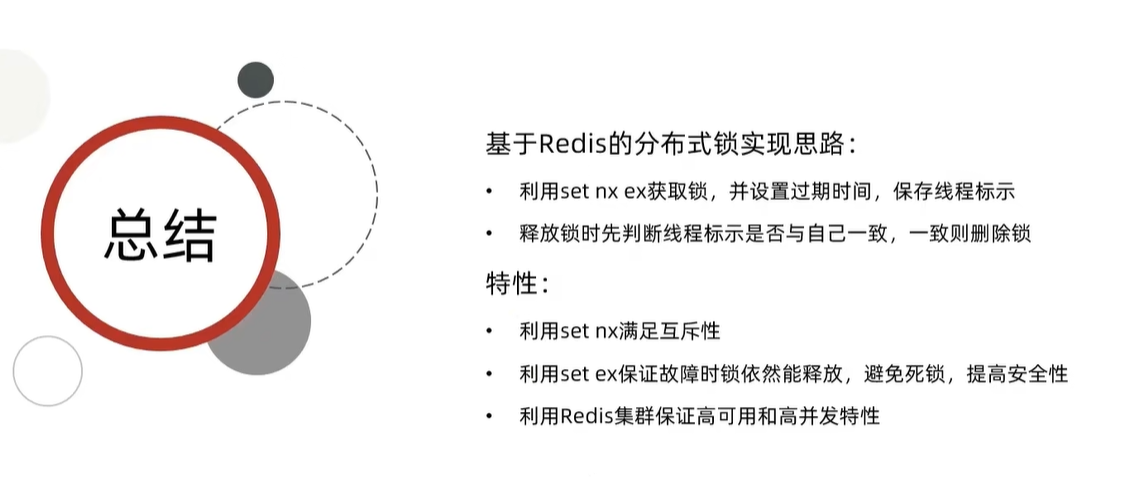 总结
基于Redis的分布式锁实现思路：
• 利用set nx ex获取锁，并设置过期时间，保存线程标示
• 释放锁时先判断线程标示是否与自己一致，一致则删除锁
特性：
• 利用set nx满足互斥性
• 利用set ex保证故障时锁依然能释放，避免死锁，提高安全性
• 利用Redis集群保证高可用和高并发特性